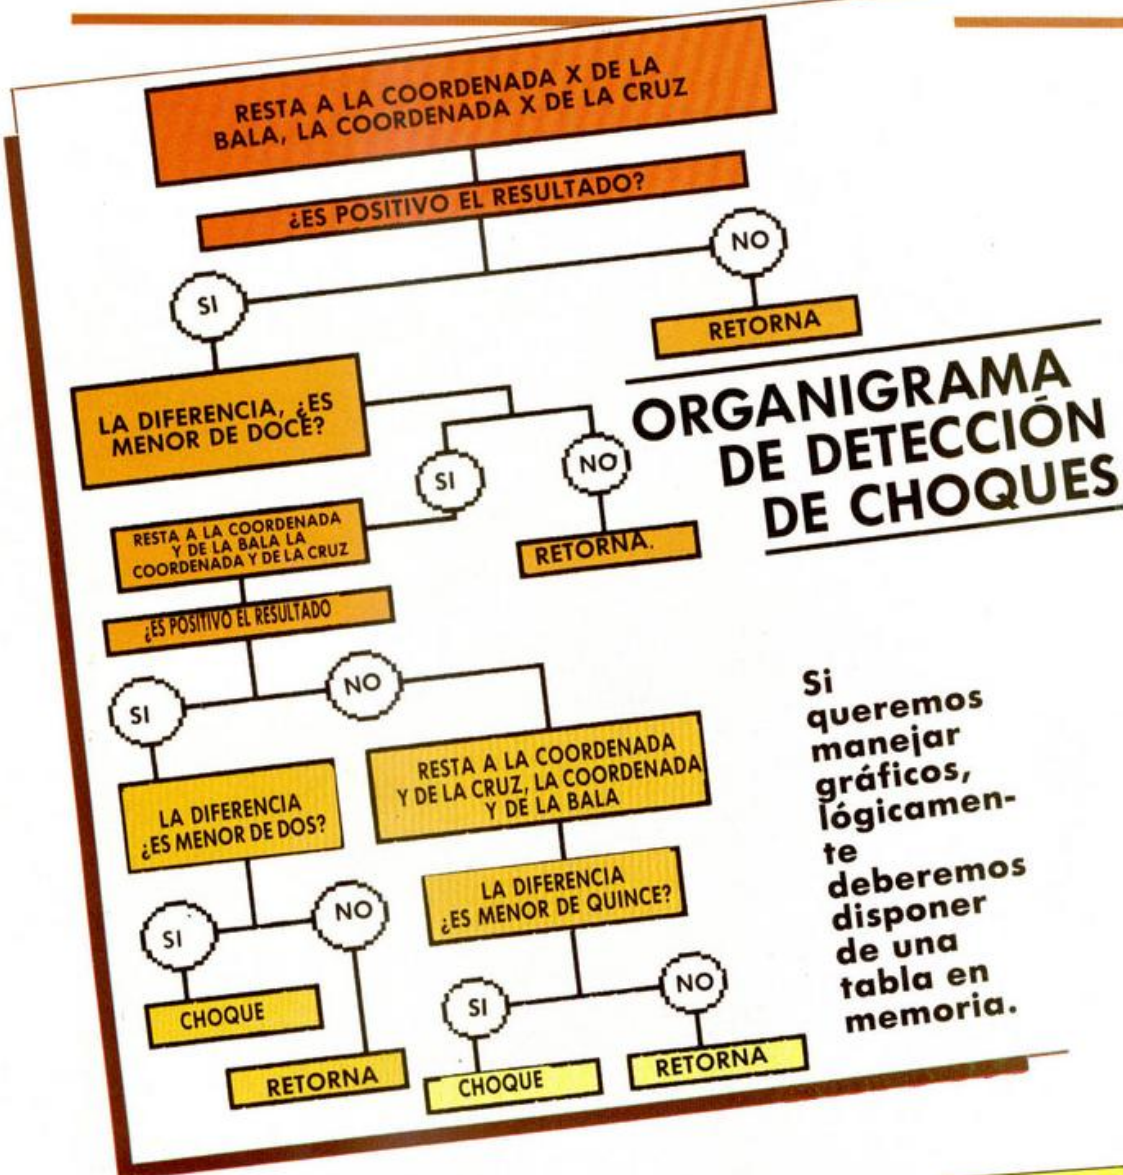 RESTA A LA COORDENADA X DE LA
BALA, LA COORDENADA X DE LA CRUZ
¿ES POSITIVO EL RESULTADO?
NO
SI
RETORNA
ORGANIGRAMA
DE DETECCIÓN
DE CHOQUES
LA DIFERENCIA, ¿ES
MENOR DE DOCE?
SI
NO
RESTA A LA COORDENADA
Y DE LA BALA LA
COORDENADA Y DE LA CRUZ
RETORNA.
¿ES POSITIVO EL RESULTADO
SI
NO
LA DIFERENCIA
¿ES MENOR DE DOS?
RESTA A LA COORDENADA
Y DE LA CRUZ, LA COORDENADA
Y DE LA BALA
LA DIFERENCIA
¿ES MENOR DE QUINCE?
SI
NO
SI
NO
CHOQUE
RETORNA
CHOQUE
RETORNA
Si
queremos
manejar
gráficos,
lógicamen-
te
deberemos
disponer
de una
tabla en
memoria.